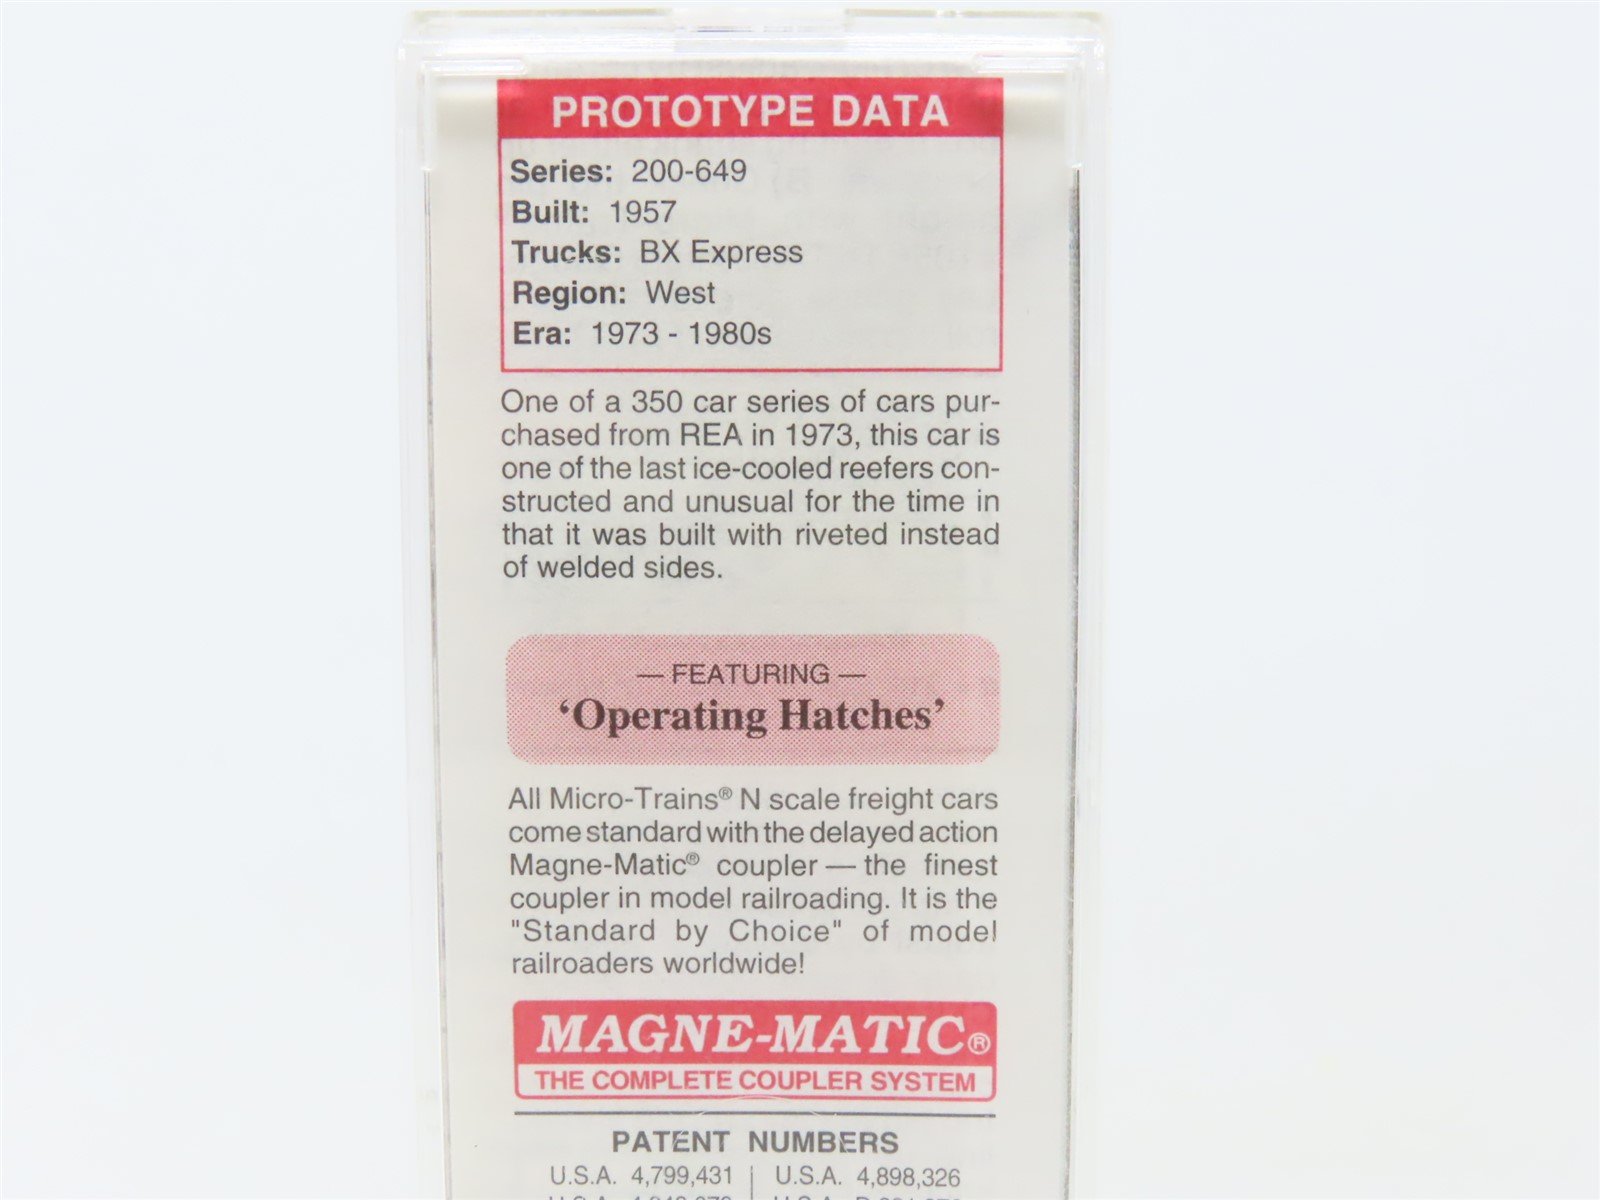 PROTOTYPE DATA
Series: 200-649
Built: 1957
Trucks: BX Express
Region: West
Era: 1973 - 1980s
One of a 350 car series of cars pur-
chased from REA in 1973, this car is
one of the last ice-cooled reefers con-
structed and unusual for the time in
that it was built with riveted instead
of welded sides.
— FEATURING —
‘Operating Hatches’
All Micro-Trains® N scale freight cars
come standard with the delayed action
Magne-Matic® coupler — the finest
coupler in model railroading. It is the
"Standard by Choice" of model
railroaders worldwide!
MAGNE-MATIC®
THE COMPLETE COUPLER SYSTEM
PATENT NUMBERS
U.S.A. 4,799,431 | U.S.A. 4,898,326